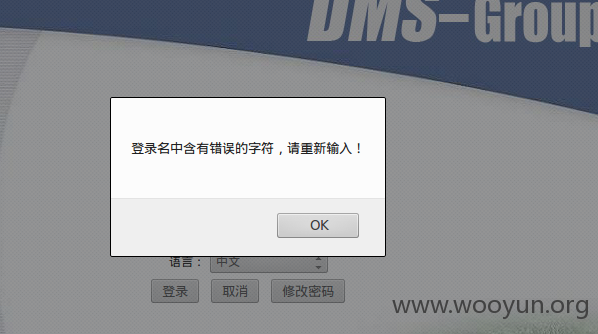 DMS-Group
登录名中含有错误的字符，请重新输入！
OK
语言： 中文
登录 取消 修改密码
www.wooyun.org